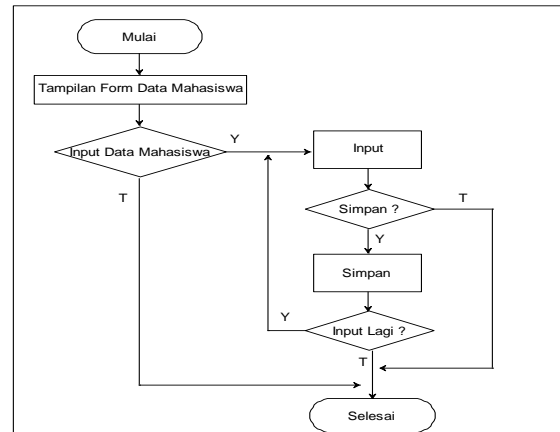 Mulai
Tampilan Form Data Mahasiswa
Input Data Mahasiswa
Y
Input
T
Simpan ?
T
Y
Simpan
Y
Input Lagi ?
T
Selesai